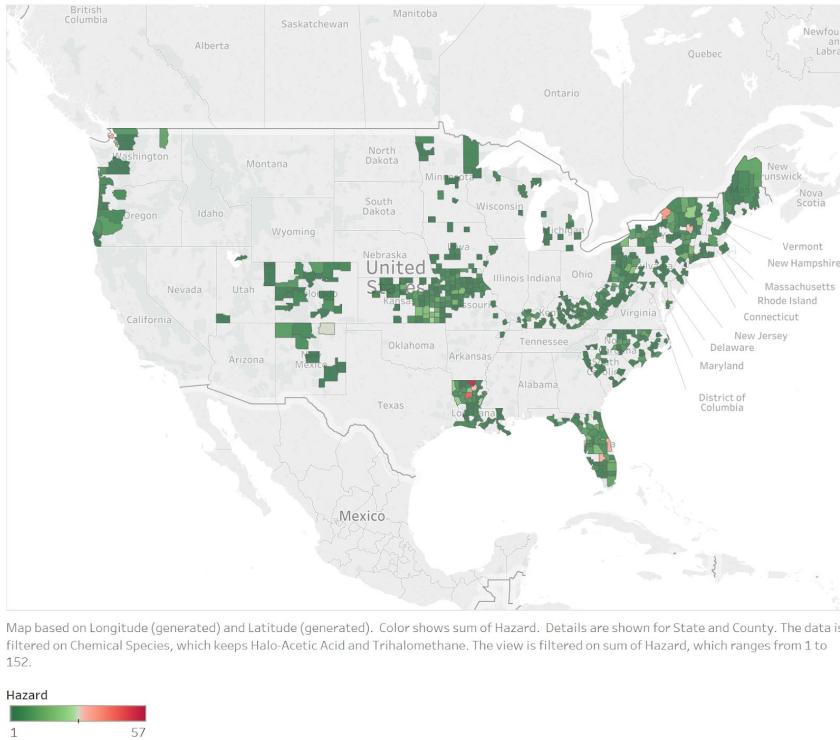 British
Columbia
Manitoba
Saskatchewan
Alberta
Newfou
an
Labra
Quebec
Ontario
Washington
Montana
North
Dakota
Minnesota
New
Brunswick
Nova
Scotia
Oregon
Idaho
South
Dakota
Wisconsin
Michigan
Wyoming
Vermont
New Hampshire
Nebraska
Iowa
Massachusetts
Rhode Island
Connecticut
United
States
Nevada
Utah
Colorado
Kansas
Missouri
Illinois
Indiana
Ohio
Virginia
New Jersey
Delaware
Maryland
California
Arizona
New
Mexico
Oklahoma
Arkansas
Tennessee
North
Carolina
South
Carolina
District of
Columbia
Texas
Louisiana
Alabama
Mexico
Map based on Longitude (generated) and Latitude (generated). Color shows sum of Hazard. Details are shown for State and County. The data is
filtered on Chemical Species, which keeps Halo-Acetic Acid and Trihalomethane. The view is filtered on sum of Hazard, which ranges from 1 to
152.
Hazard
1
57